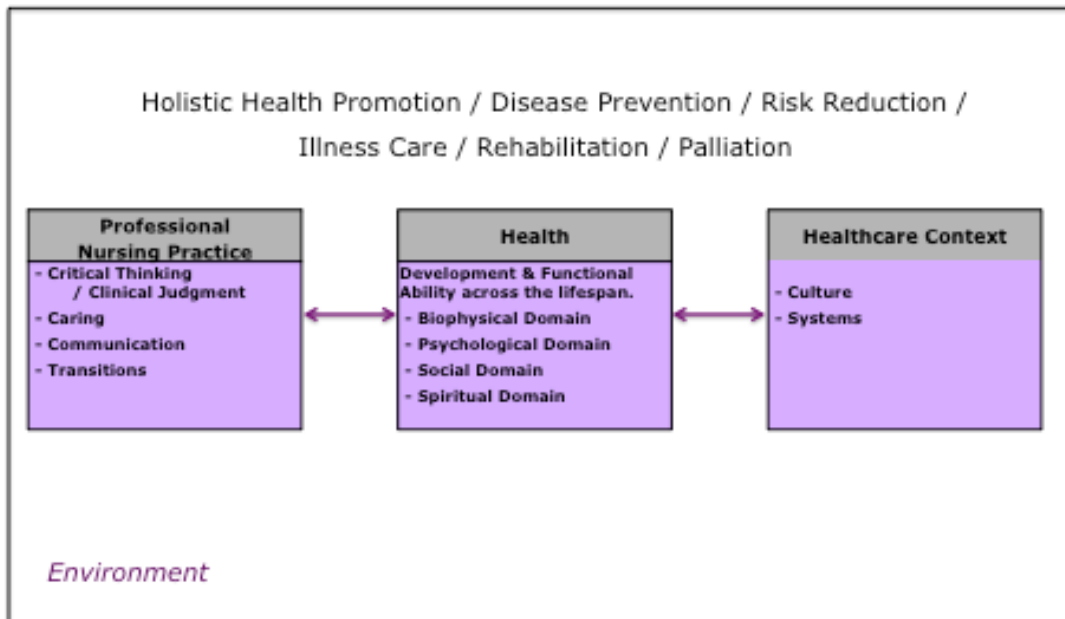 Holistic Health Promotion / Disease Prevention / Risk Reduction /
Illness Care / Rehabilitation / Palliation
Professional
Nursing Practice
- Critical Thinking
/ Clinical Judgment
- Caring
- Communication
- Transitions
Health
Development & Functional
Ability across the lifespan.
- Biophysical Domain
- Psychological Domain
- Social Domain
- Spiritual Domain
Healthcare Context
- Culture
- Systems
Environment